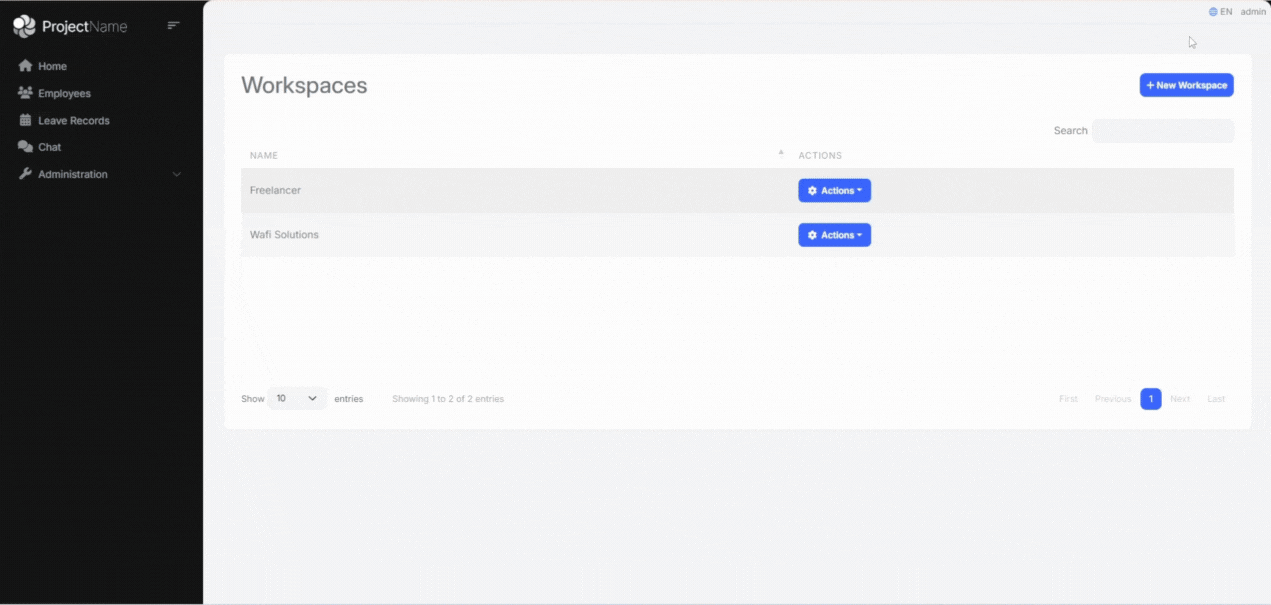 ProjectName
EN admin
Home
Employees
Leave Records
Chat
Administration
Workspaces
+ New Workspace
Search
NAME ACTIONS
Freelancer Actions
Wafi Solutions Actions
Show 10 entries Showing 1 to 2 of 2 entries First Previous 1 Next Last